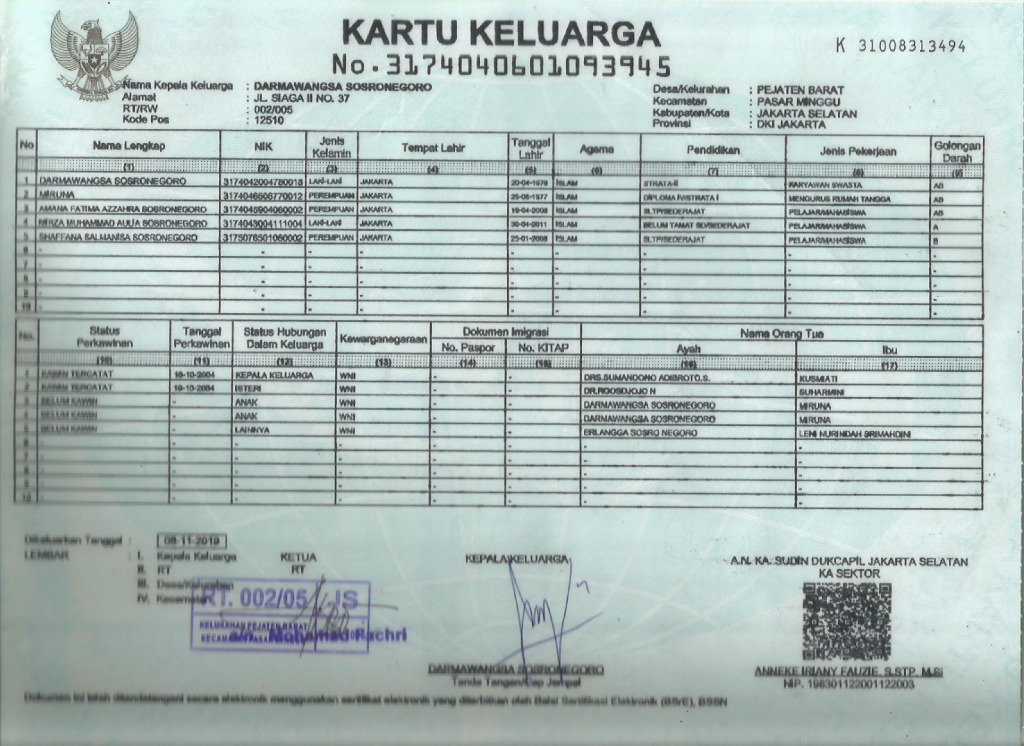 KARTU KELUARGA
No. 3174040601093945
K 31008313494
Nama Kepala Keluarga : DARMAWANGSA SOSRONEGORO
Alamat : JL. SIAGA II NO. 37
RT/RW : 002/005
Kode Pos : 12510
Desa/Kelurahan : PEJATEN BARAT
Kecamatan : PASAR MINGGU
Kabupaten/Kota : JAKARTA SELATAN
Provinsi : DKI JAKARTA
No Nama Lengkap NIK Jenis Kelamin Tempat Lahir Tanggal Lahir Agama Pendidikan Jenis Pekerjaan Golongan Darah
(1) (2) (3) (4) (5) (6) (7) (8) (9)
1 DARMAWANGSA SOSRONEGORO 3174042004780018 LAKI-LAKI JAKARTA 20-04-1978 ISLAM STRATA-II KARYAWAN SWASTA AB
2 MIRUNA 3174046606770012 PEREMPUAN JAKARTA ISLAM DIPLOMA IV/STRATA I MENGURUS RUMAH TANGGA AB
3 AMANA FATIMA AZZAHRA SOSRONEGORO 3174045904060002 PEREMPUAN JAKARTA ISLAM SLTP/SEDERAJAT PELAJAR/MAHASISWA AB
4 MIRZA MUHAMMAD AULIA SOSRONEGORO 3174043004111004 LAKI-LAKI JAKARTA 30-04-2011 ISLAM BELUM TAMAT SD/SEDERAJAT PELAJAR/MAHASISWA A
5 SHAFFANA SALMANISA SOSRONEGORO 3175076501060002 PEREMPUAN JAKARTA ISLAM SLTP/SEDERAJAT PELAJAR/MAHASISWA B
6 - - - - - - - -
7 - - - - - - - -
8 - - - - - - - -
9 - - - - - - - -
10 - - - - - - - -
No. Status Perkawinan Tanggal Perkawinan Status Hubungan Dalam Keluarga Kewarganegaraan Dokumen Imigrasi Nama Orang Tua
No. Paspor No. KITAP Ayah Ibu
(10) (11) (12) (13) (14) (15) (16) (17)
1 KAWIN TERCATAT 10-10-2004 KEPALA KELUARGA WNI - - DRS.SUMANDONO ADIBROTO,S. KUSMIATI
2 KAWIN TERCATAT 10-10-2004 ISTERI WNI - - DR.ROOSDJOJO N SUHARMINI
3 BELUM KAWIN - ANAK WNI - - DARMAWANGSA SOSRONEGORO MIRUNA
4 BELUM KAWIN - ANAK WNI - - DARMAWANGSA SOSRONEGORO MIRUNA
5 BELUM KAWIN - LAINNYA WNI - - ERLANGGA SOSRO NEGORO LENI NURINDAH SRIMAHDINI
6 - - - - - - -
7 - - - - - - -
8 - - - - - - -
9 - - - - - - -
10 - - - - - - -
Dikeluarkan Tanggal : 08-11-2019
LEMBAR : I. Kepala Keluarga
II. RT
III. Desa/Kelurahan
IV. Kecamatan
KETUA
RT
RT. 002/05 JS
KELURAHAN PEJATEN BARAT
Mohamad Fachri
KEPALA KELUARGA
DARMAWANGSA SOSRONEGORO
Tanda Tangan/Cap Jempol
A.N. KA. SUDIN DUKCAPIL JAKARTA SELATAN
KA SEKTOR
ANNEKE IRIANY FAUZIE, S.STP, M.Si
NIP. 198301122001122003
Dokumen ini telah ditandatangani secara elektronik menggunakan sertifikat elektronik yang diterbitkan oleh Balai Sertifikasi Elektronik (BSrE), BSSN